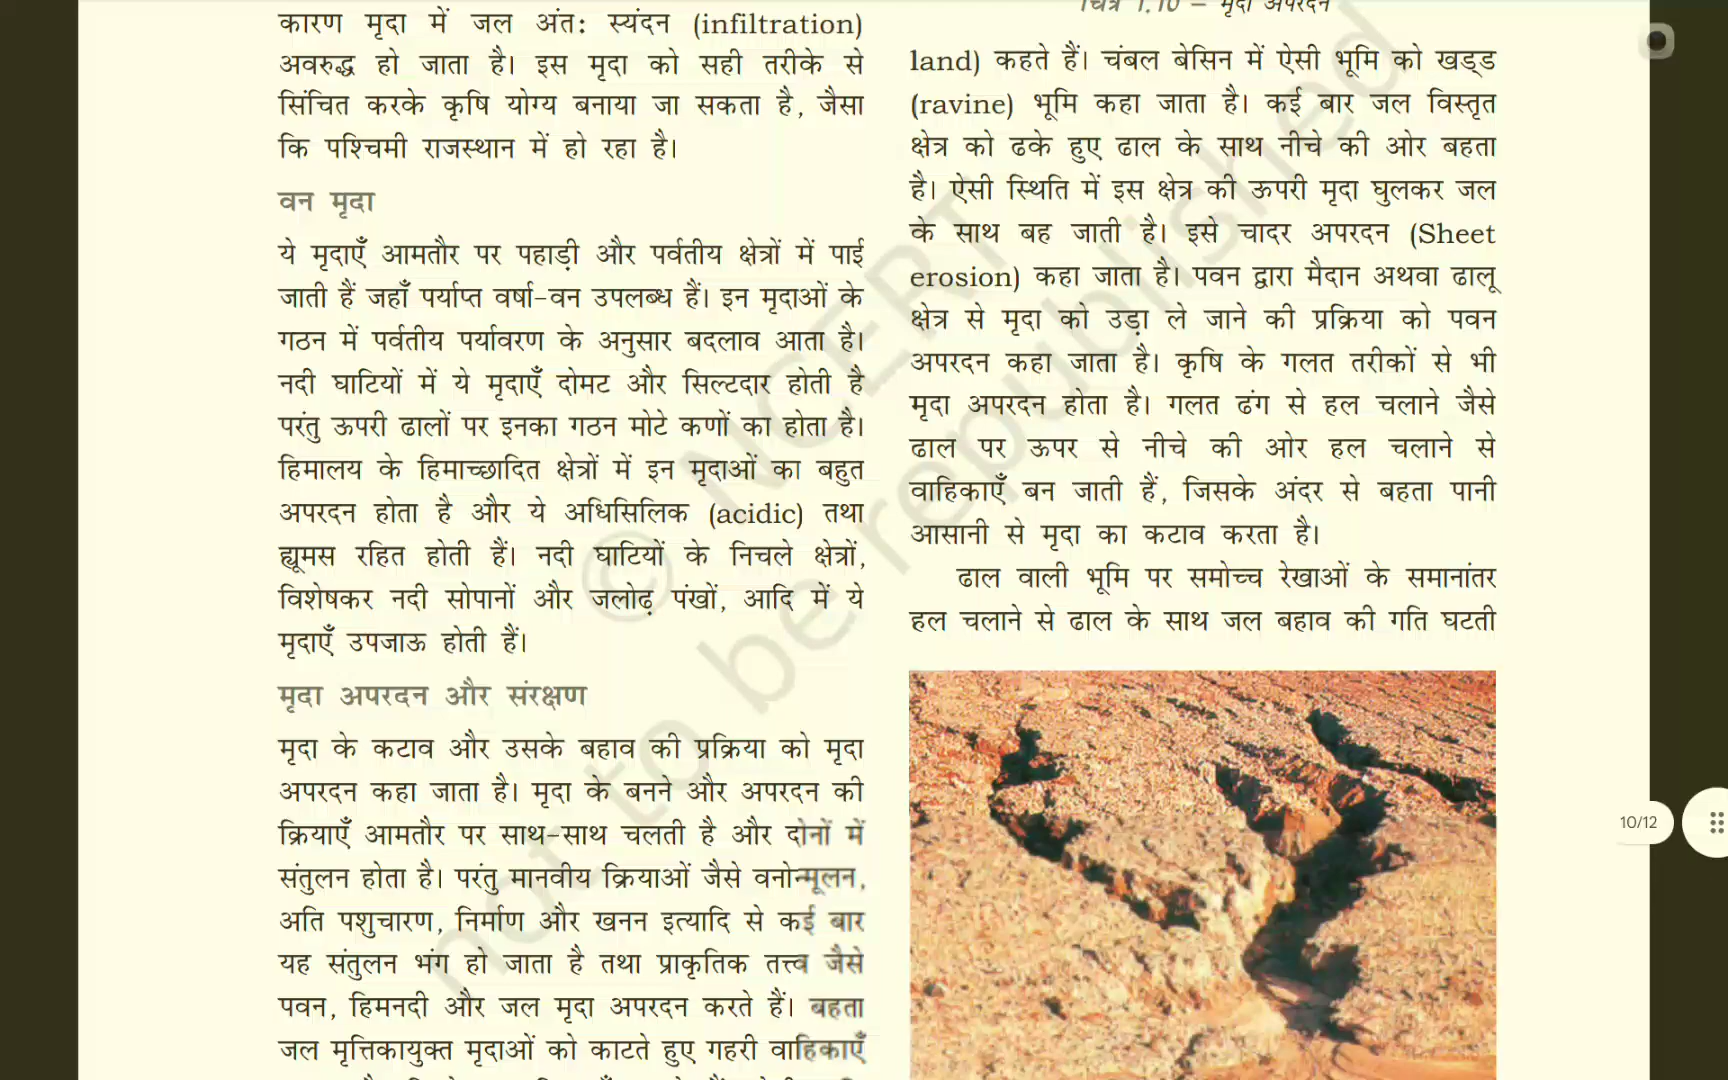 कारण मृदा में जल अंत: स्यंदन (infiltration)
अवरुद्ध हो जाता है। इस मृदा को सही तरीके से
सिंचित करके कृषि योग्य बनाया जा सकता है, जैसा
कि पश्चिमी राजस्थान में हो रहा है।
वन मृदा
ये मृदाएँ आमतौर पर पहाड़ी और पर्वतीय क्षेत्रों में पाई
जाती हैं जहाँ पर्याप्त वर्षा-वन उपलब्ध हैं। इन मृदाओं के
गठन में पर्वतीय पर्यावरण के अनुसार बदलाव आता है।
नदी घाटियों में ये मृदाएँ दोमट और सिल्टदार होती है
परंतु ऊपरी ढालों पर इनका गठन मोटे कणों का होता है।
हिमालय के हिमाच्छादित क्षेत्रों में इन मृदाओं का बहुत
अपरदन होता है और ये अधिसिलिक (acidic) तथा
ह्यूमस रहित होती हैं। नदी घाटियों के निचले क्षेत्रों,
विशेषकर नदी सोपानों और जलोढ़ पंखों, आदि में ये
मृदाएँ उपजाऊ होती हैं।
मृदा अपरदन और संरक्षण
मृदा के कटाव और उसके बहाव की प्रक्रिया को मृदा
अपरदन कहा जाता है। मृदा के बनने और अपरदन की
क्रियाएँ आमतौर पर साथ-साथ चलती है और दोनों में
संतुलन होता है। परंतु मानवीय क्रियाओं जैसे वनोन्मूलन,
अति पशुचारण, निर्माण और खनन इत्यादि से कई बार
यह संतुलन भंग हो जाता है तथा प्राकृतिक तत्त्व जैसे
पवन, हिमनदी और जल मृदा अपरदन करते हैं। बहता
जल मृत्तिकायुक्त मृदाओं को काटते हुए गहरी वाहिकाएँ
चित्र 1.10 – मृदा अपरदन
land) कहते हैं। चंबल बेसिन में ऐसी भूमि को खड्ड
(ravine) भूमि कहा जाता है। कई बार जल विस्तृत
क्षेत्र को ढके हुए ढाल के साथ नीचे की ओर बहता
है। ऐसी स्थिति में इस क्षेत्र की ऊपरी मृदा घुलकर जल
के साथ बह जाती है। इसे चादर अपरदन (Sheet
erosion) कहा जाता है। पवन द्वारा मैदान अथवा ढालू
क्षेत्र से मृदा को उड़ा ले जाने की प्रक्रिया को पवन
अपरदन कहा जाता है। कृषि के गलत तरीकों से भी
मृदा अपरदन होता है। गलत ढंग से हल चलाने जैसे
ढाल पर ऊपर से नीचे की ओर हल चलाने से
वाहिकाएँ बन जाती हैं, जिसके अंदर से बहता पानी
आसानी से मृदा का कटाव करता है।
ढाल वाली भूमि पर समोच्च रेखाओं के समानांतर
हल चलाने से ढाल के साथ जल बहाव की गति घटती
© NCERT
not to be republished
10/12